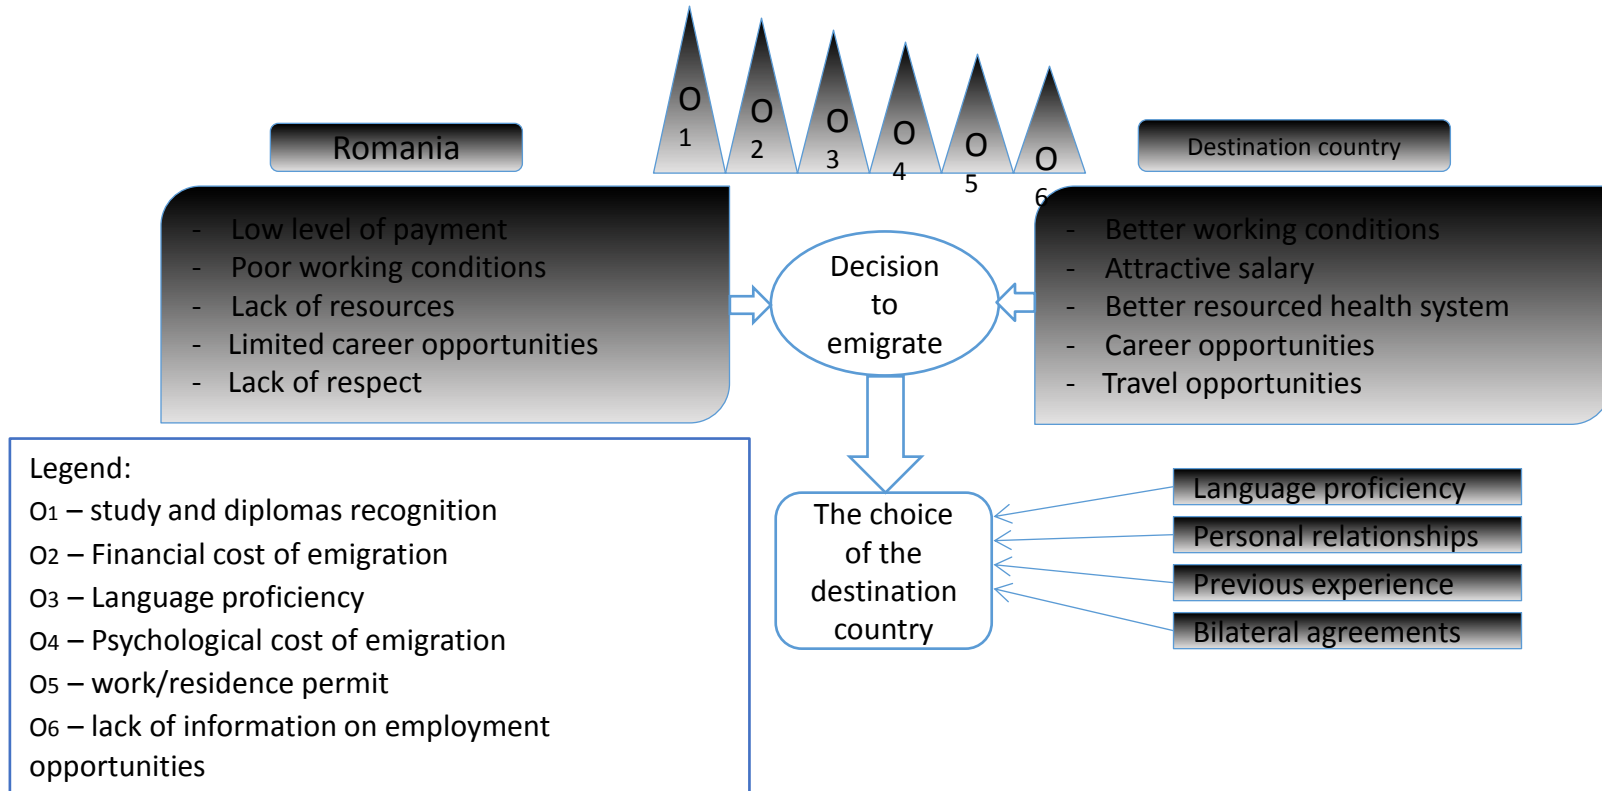 O
1
O
2
O
3
O
4
O
5
O
6
Romania
Destination country
- Low level of payment
- Poor working conditions
- Lack of resources
- Limited career opportunities
- Lack of respect
Decision
to
emigrate
- Better working conditions
- Attractive salary
- Better resourced health system
- Career opportunities
- Travel opportunities
Legend:
O1 – study and diplomas recognition
O2 – Financial cost of emigration
O3 – Language proficiency
O4 – Psychological cost of emigration
O5 – work/residence permit
O6 – lack of information on employment
opportunities
The choice
of the
destination
country
Language proficiency
Personal relationships
Previous experience
Bilateral agreements